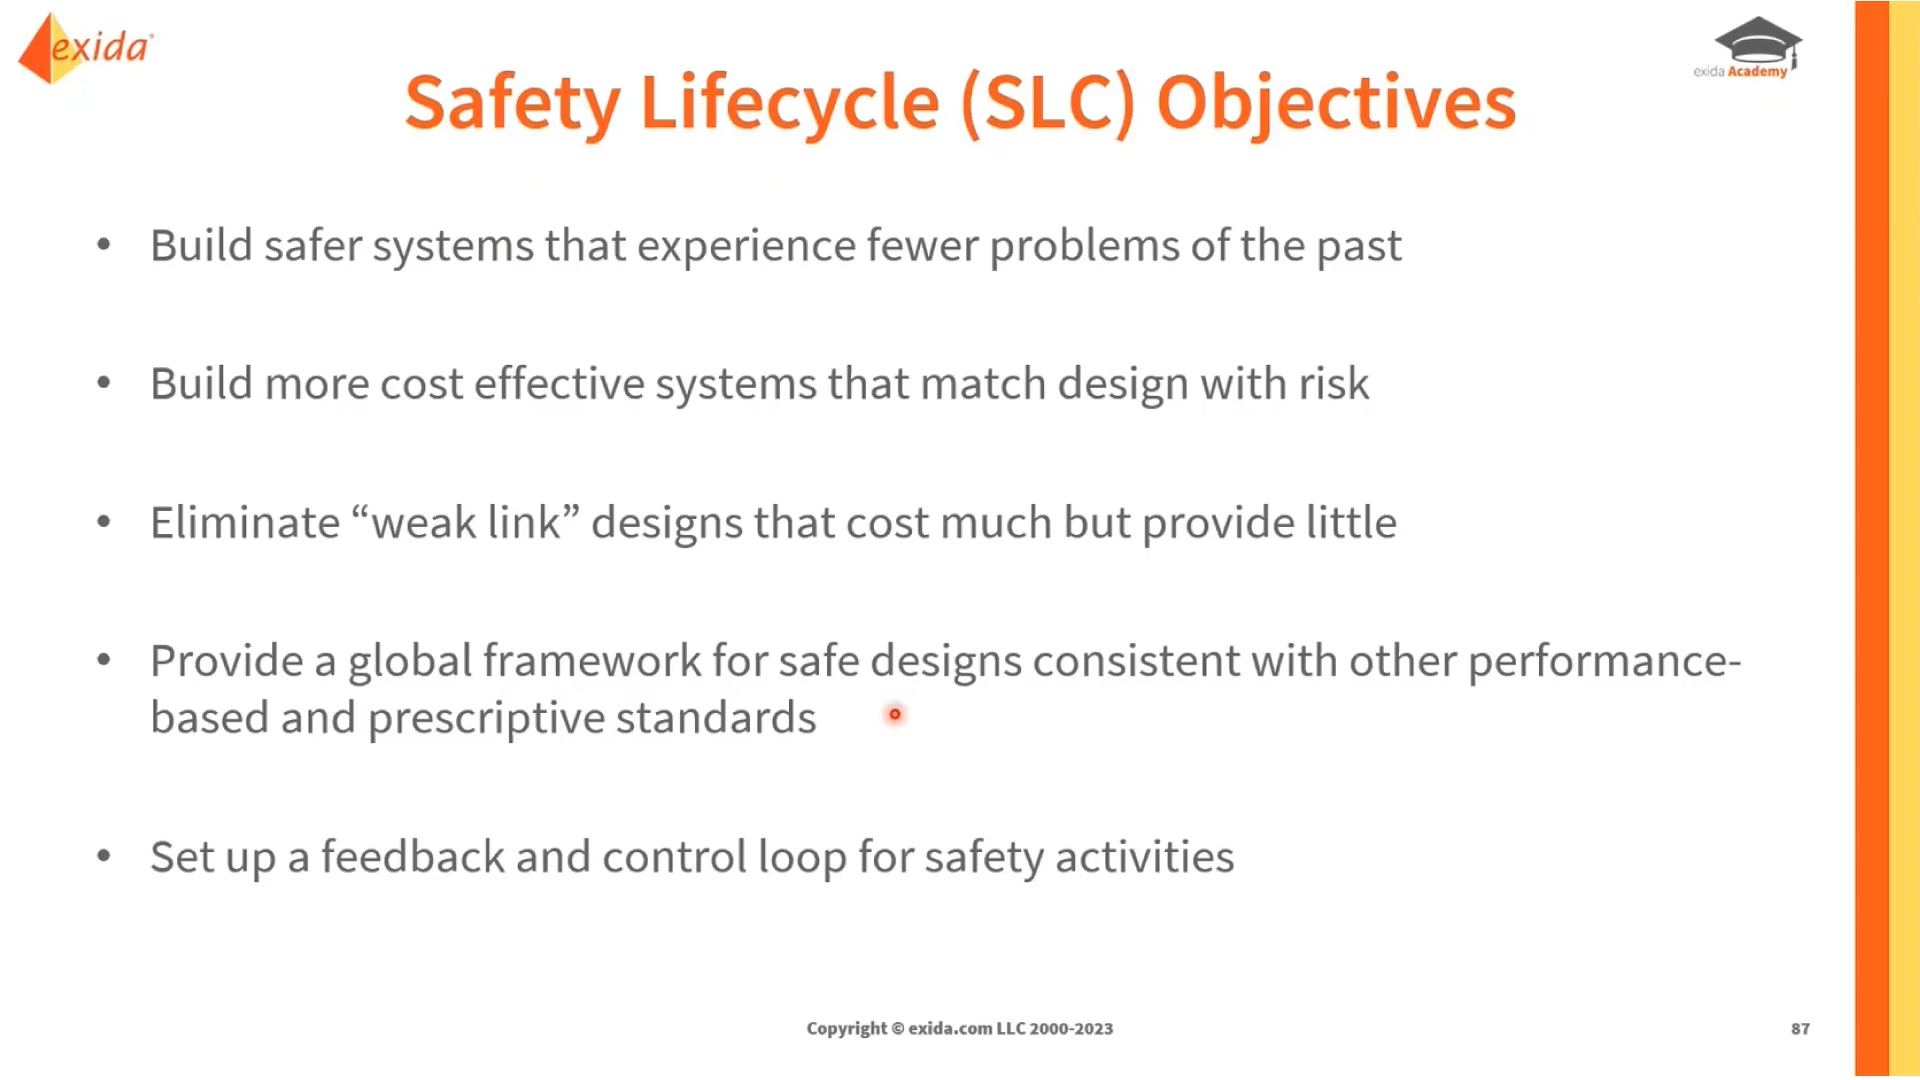 exida
exida Academy
Safety Lifecycle (SLC) Objectives
• Build safer systems that experience fewer problems of the past
• Build more cost effective systems that match design with risk
• Eliminate “weak link” designs that cost much but provide little
• Provide a global framework for safe designs consistent with other performance-
based and prescriptive standards
• Set up a feedback and control loop for safety activities
Copyright © exida.com LLC 2000-2023
87